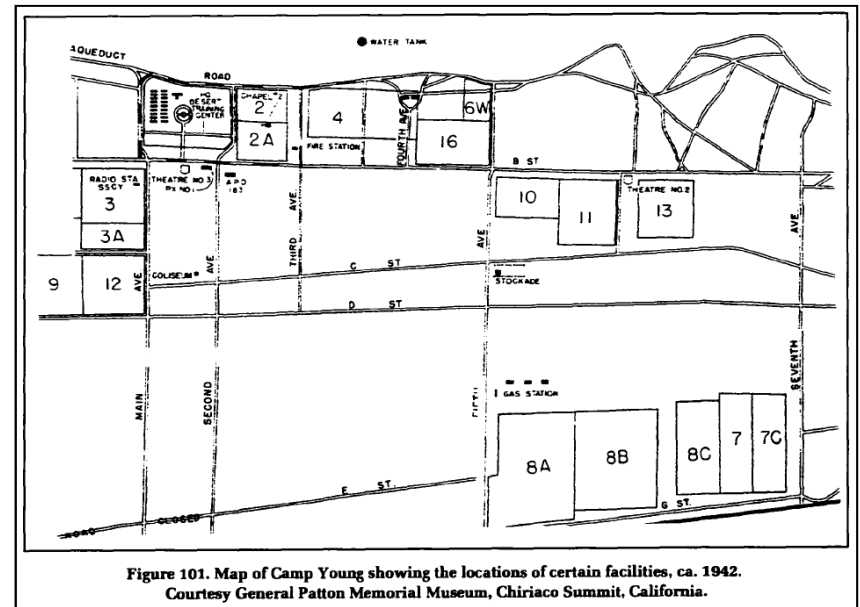 WATER TANK
AQUEDUCT
ROAD
HQ
DESERT
TRAINING
CENTER
CHAPEL #2
2
2A
4
FIRE STATION
FOURTH AVE
6W
16
B ST
RADIO STA
SSGY
3
3A
THEATRE NO.3
PX NO.1
A.P.O
183
10
11
THEATRE NO.2
13
9
12
COLISEUM
C ST
D ST.
STOCKADE
MAIN AVE
SECOND AVE
THIRD AVE.
FIFTH AVE
SEVENTH AVE.
GAS STATION
8A
8B
8C
7
7C
E ST.
G ST.
ROAD CLOSED
Figure 101. Map of Camp Young showing the locations of certain facilities, ca. 1942.
Courtesy General Patton Memorial Museum, Chiriaco Summit, California.